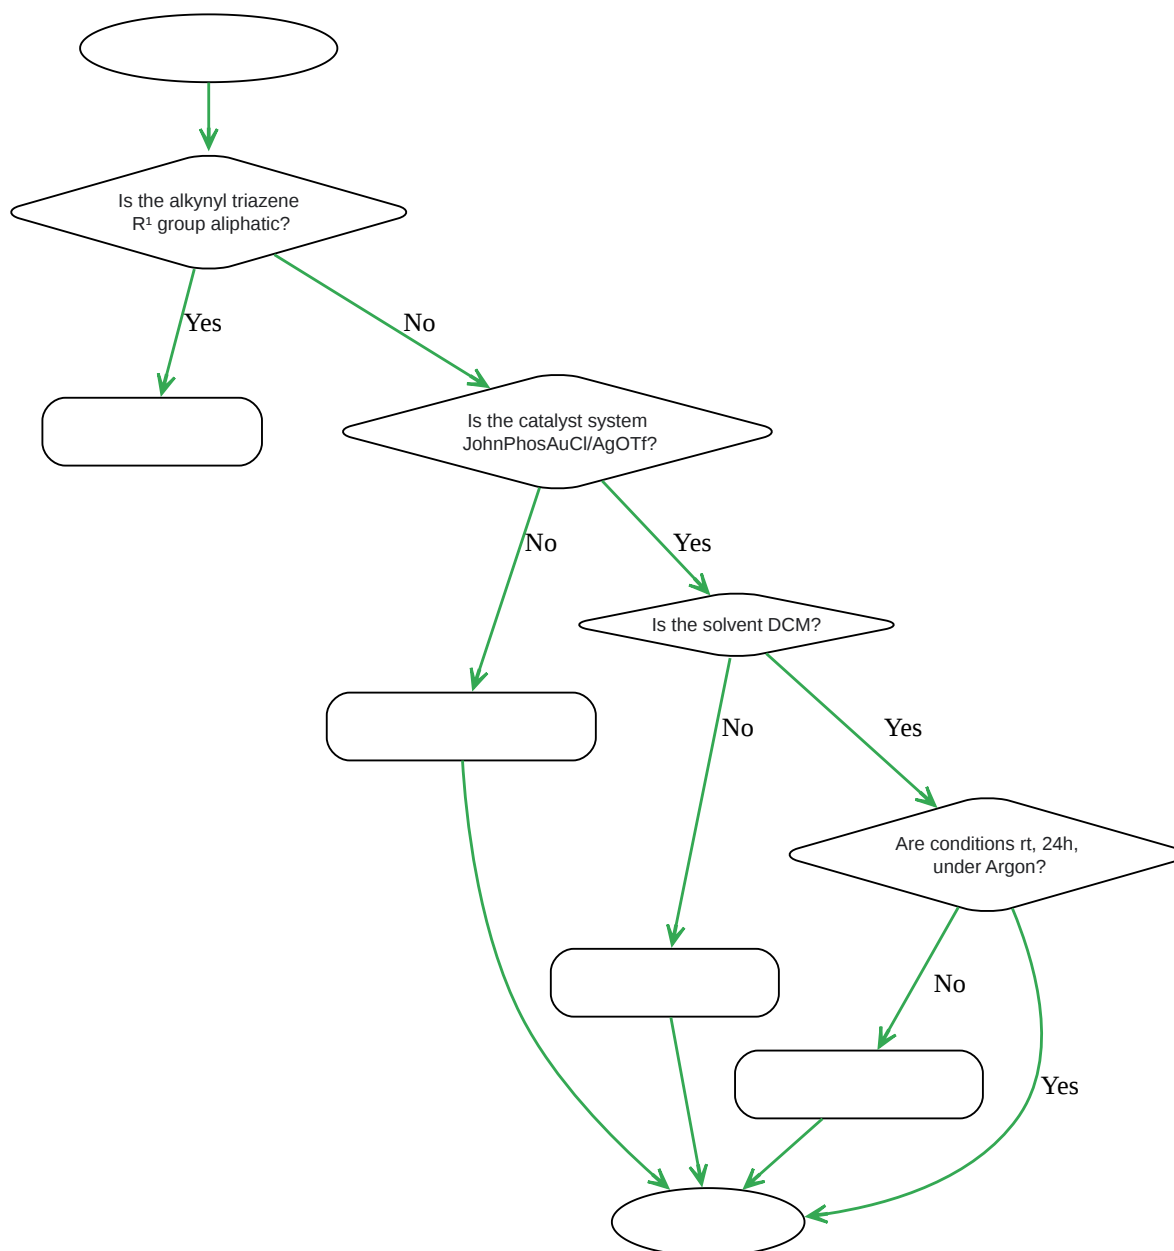 Is the alkynyl triazene
R¹ group aliphatic?
Yes
No
Is the catalyst system
JohnPhosAuCl/AgOTf?
No
Yes
Is the solvent DCM?
No
Yes
Are conditions rt, 24h,
under Argon?
No
Yes